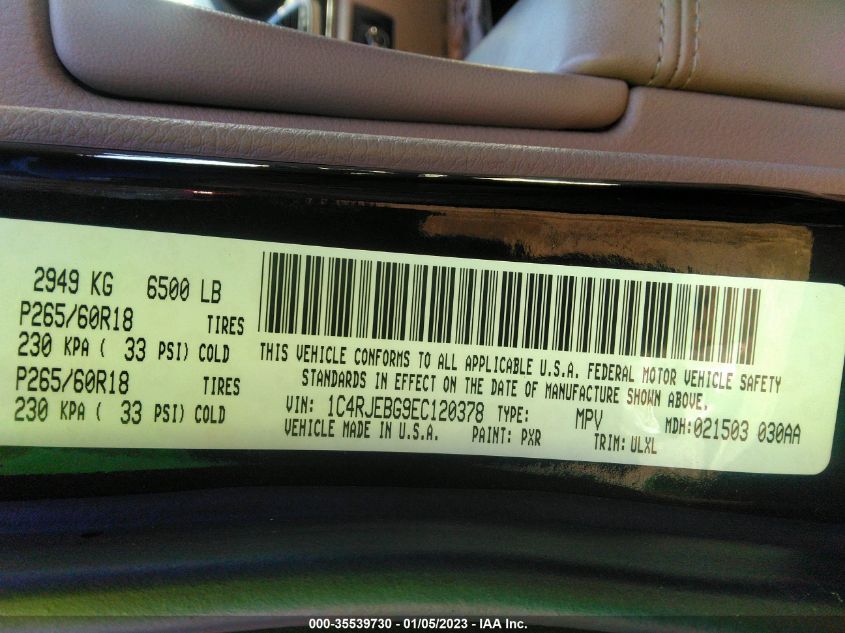 2949 KG 6500 LB
P265/60R18 TIRES
230 KPA ( 33 PSI) COLD
P265/60R18 TIRES
230 KPA ( 33 PSI) COLD
THIS VEHICLE CONFORMS TO ALL APPLICABLE U.S.A. FEDERAL MOTOR VEHICLE SAFETY
STANDARDS IN EFFECT ON THE DATE OF MANUFACTURE SHOWN ABOVE.
VIN: 1C4RJEBG9EC120378 TYPE: MPV MDH:021503 030AA
VEHICLE MADE IN U.S.A. PAINT: PXR TRIM: ULXL
000-35539730 - 01/05/2023 - IAA Inc.